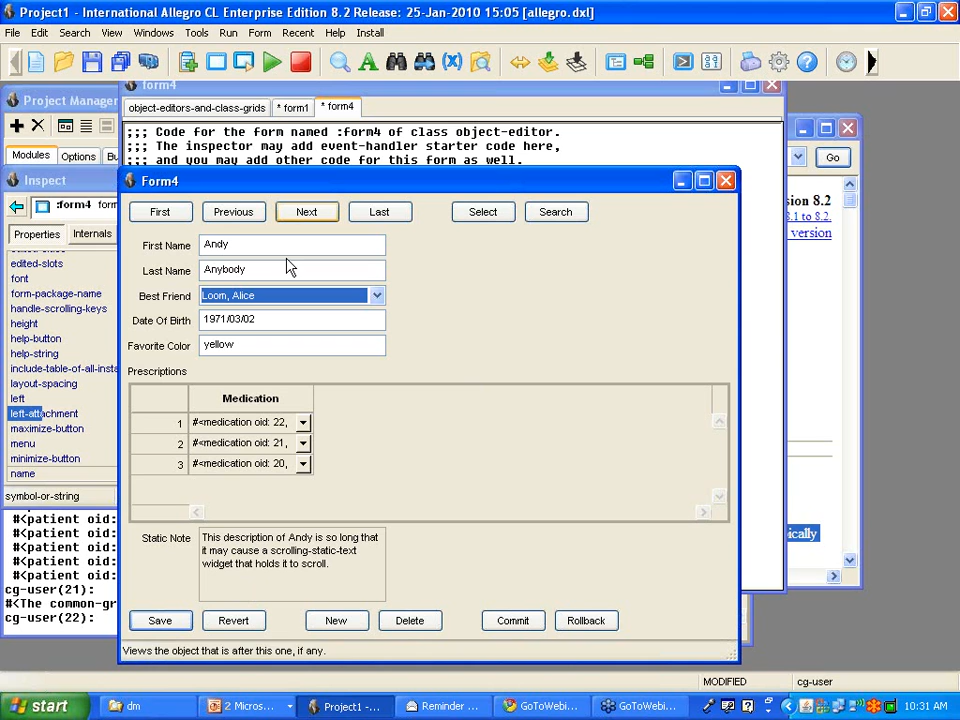 Project1 - International Allegro CL Enterprise Edition 8.2 Release: 25-Jan-2010 15:05 [allegro.dxl]
File Edit Search View Windows Tools Run Form Recent Help Install
form4
Project Manager
object-editors-and-class-grids * form1 * form4
;;; Code for the form named :form4 of class object-editor.
;;; The inspector may add event-handler starter code here,
;;; and you may add other code for this form as well.
Modules Options
Go
Inspect
:form4
Properties Internals
edited-slots
font
form-package-name
handle-scrolling-keys
height
help-button
help-string
include-table-of-all-inst
layout-spacing
left
left-attachment
maximize-button
menu
minimize-button
name
symbol-or-string
#<patient oid:
#<patient oid:
#<patient oid:
#<patient oid:
#<patient oid:
cg-user(21):
#<The common-gr
cg-user(22):
ion 8.2
8.1 to 8.2.
version
ically
Form4
First Previous Next Last Select Search
First Name Andy
Last Name Anybody
Best Friend Loom, Alice
Date Of Birth 1971/03/02
Favorite Color yellow
Prescriptions
Medication
1 #<medication oid: 22,
2 #<medication oid: 21,
3 #<medication oid: 20,
Static Note This description of Andy is so long that
it may cause a scrolling-static-text
widget that holds it to scroll.
Save Revert New Delete Commit Rollback
Views the object that is after this one, if any.
MODIFIED cg-user
start dm 2 Micros... Project1 -... Reminder ... GoToWebi... GoToWebi... 10:31 AM